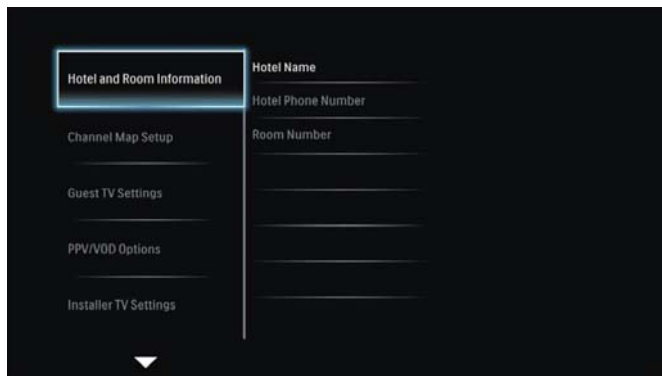 Hotel and Room Information
Channel Map Setup
Guest TV Settings
PPV/VOD Options
Installer TV Settings
Hotel Name
Hotel Phone Number
Room Number